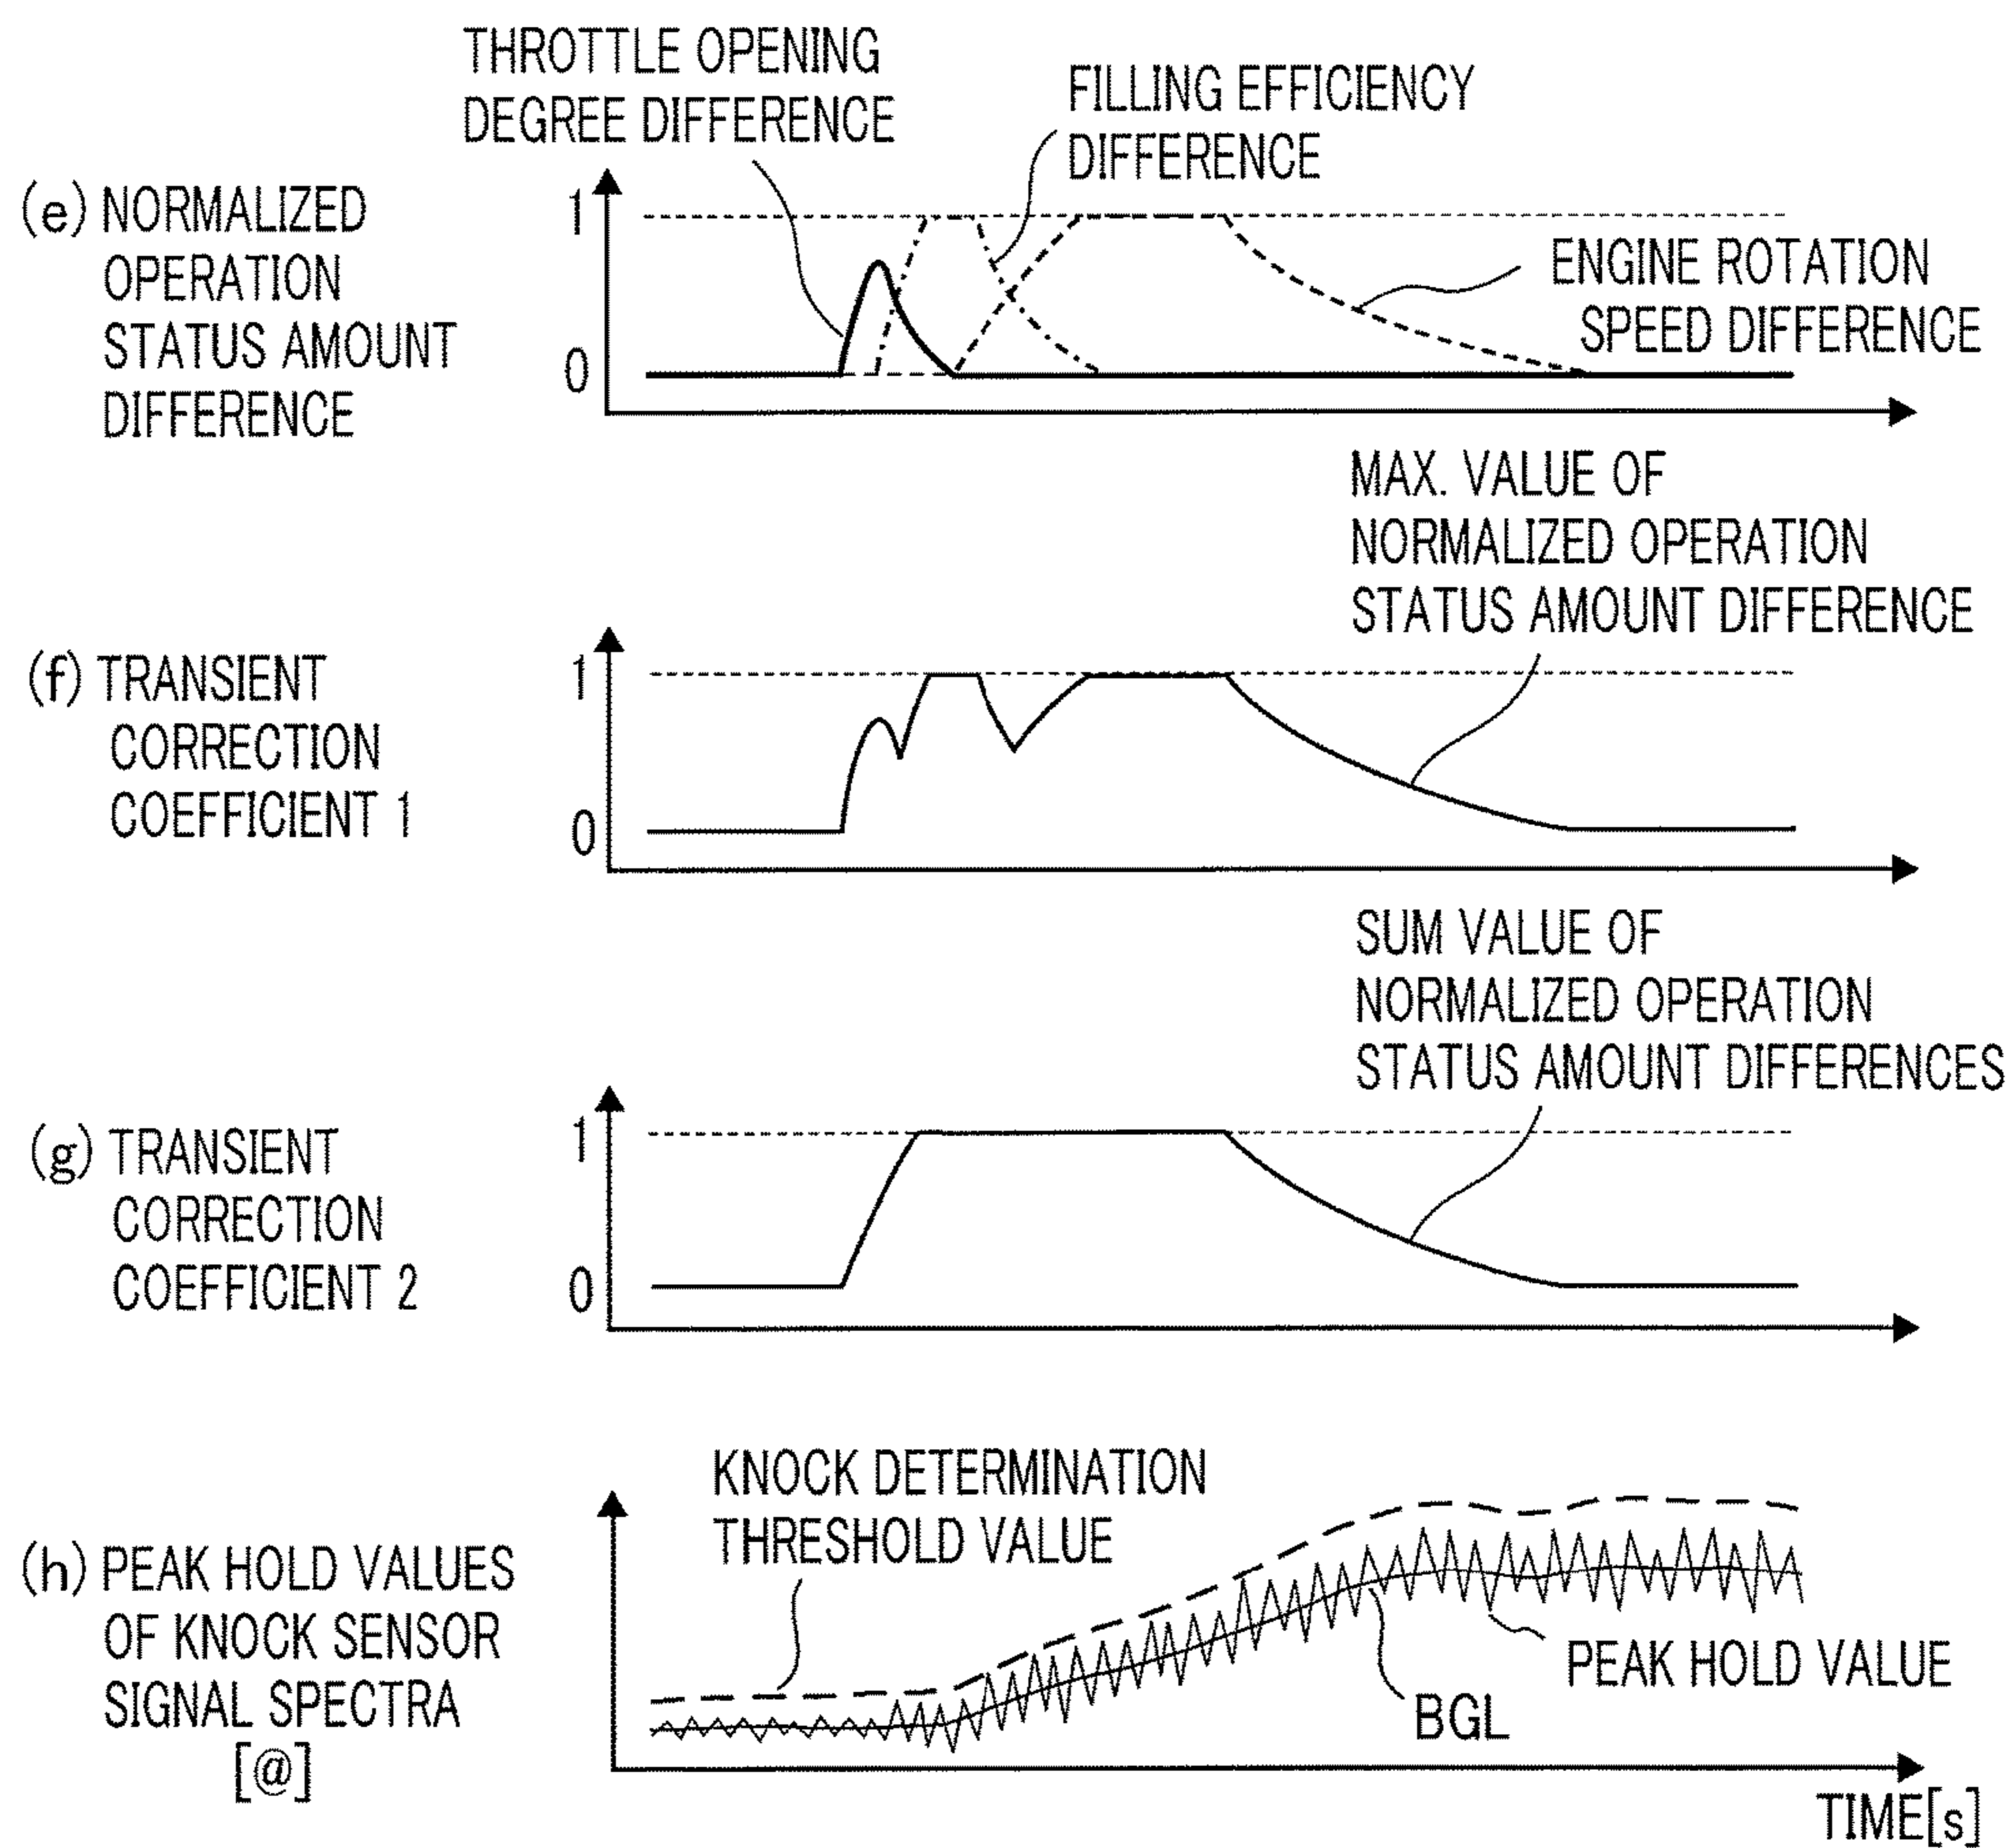 THROTTLE OPENING
DEGREE DIFFERENCE
FILLING EFFICIENCY
DIFFERENCE
(e) NORMALIZED
OPERATION
STATUS AMOUNT
DIFFERENCE
1
0
ENGINE ROTATION
SPEED DIFFERENCE
MAX. VALUE OF
NORMALIZED OPERATION
STATUS AMOUNT DIFFERENCE
(f) TRANSIENT
CORRECTION
COEFFICIENT 1
1
0
SUM VALUE OF
NORMALIZED OPERATION
STATUS AMOUNT DIFFERENCES
(g) TRANSIENT
CORRECTION
COEFFICIENT 2
1
0
KNOCK DETERMINATION
THRESHOLD VALUE
(h) PEAK HOLD VALUES
OF KNOCK SENSOR
SIGNAL SPECTRA
[@]
PEAK HOLD VALUE
BGL
TIME[s]